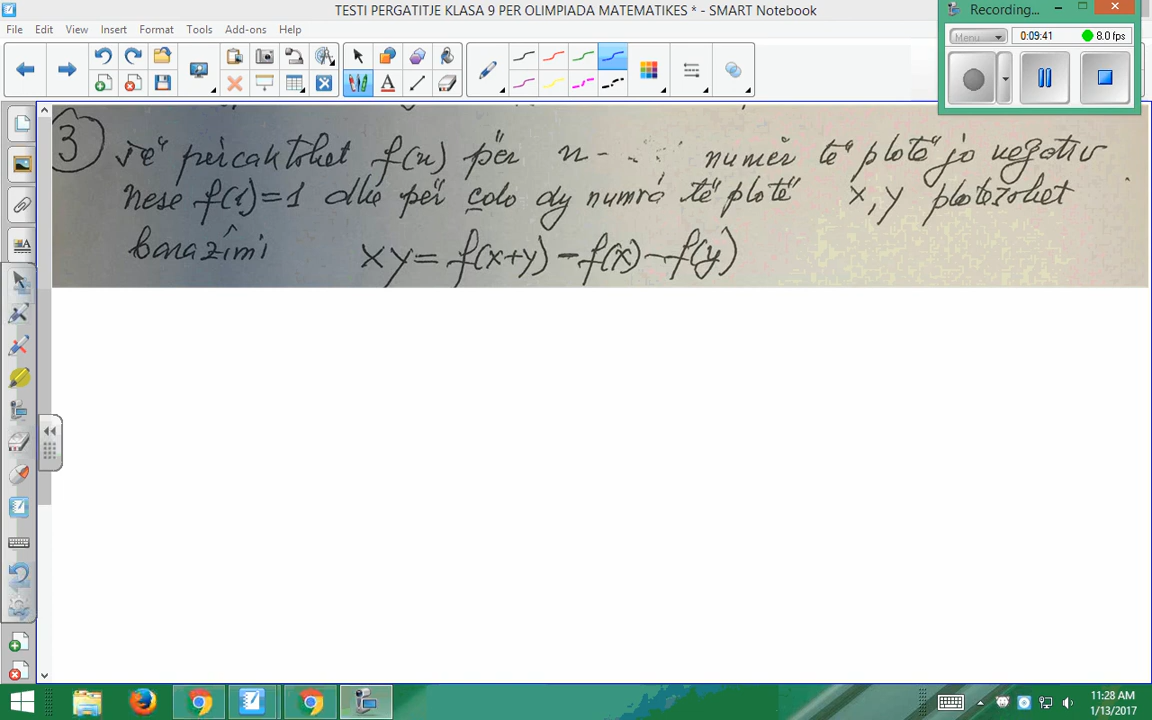 TESTI PERGATITJE KLASA 9 PER OLIMPIADA MATEMATIKES * - SMART Notebook
Recording...
File Edit View Insert Format Tools Add-ons Help
Menu 0:09:41 8.0 fps
3 Të përcaktohet f(n) për n - numër të plotë jo negativ
nese f(1)=1 dhe për çdo dy numra të plotë x, y plotësohet
barazimi xy= f(x+y) - f(x) - f(y)
11:28 AM
1/13/2017